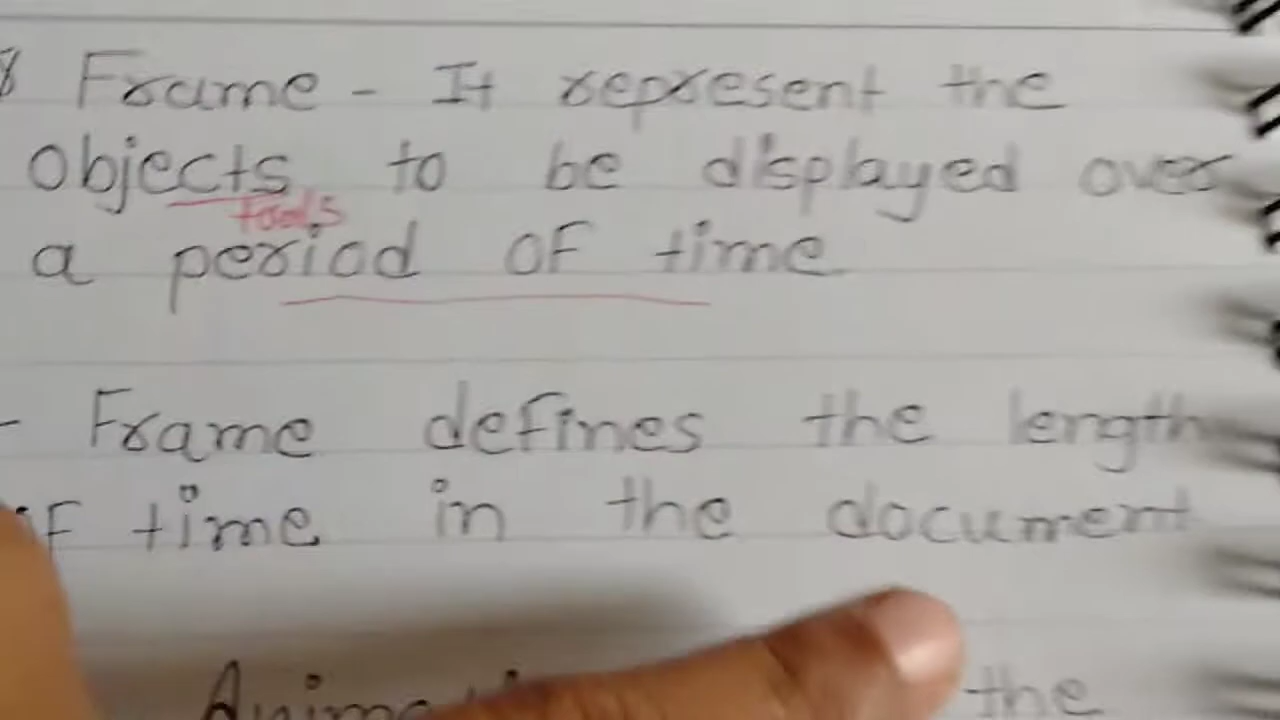 Frame - It represent the
objects to be displayed over
tools
a period of time
- Frame defines the length
of time in the document
the